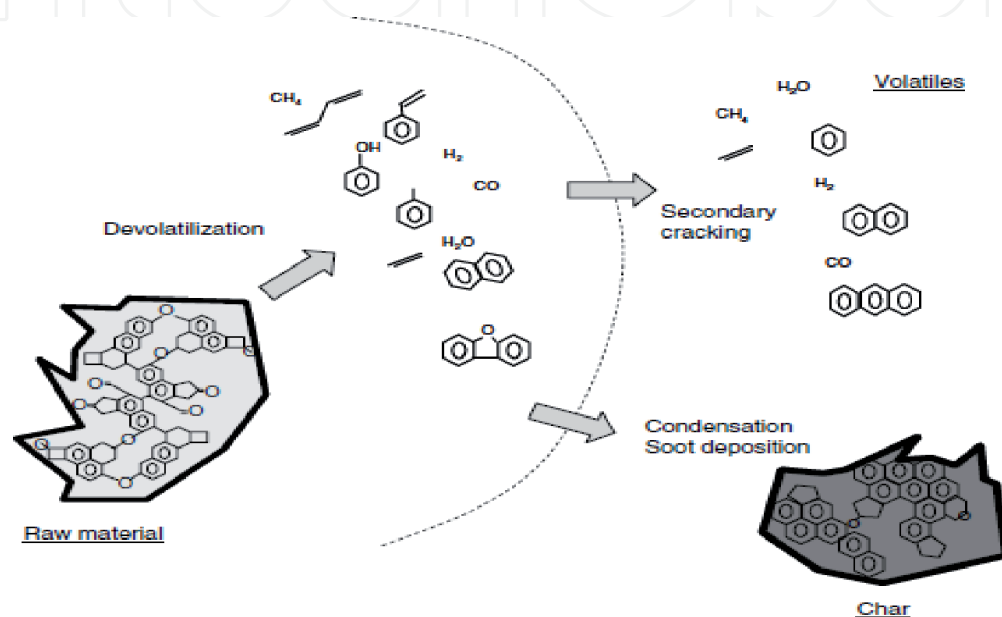 CH₄
OH
H₂
CO
H₂O
O
Devolatilization
O
O
O
O
O
O
O
O
O
O
Raw material
Volatiles
H₂O
CH₄
H₂
CO
Secondary
cracking
Condensation
Soot deposition
O
O
Char